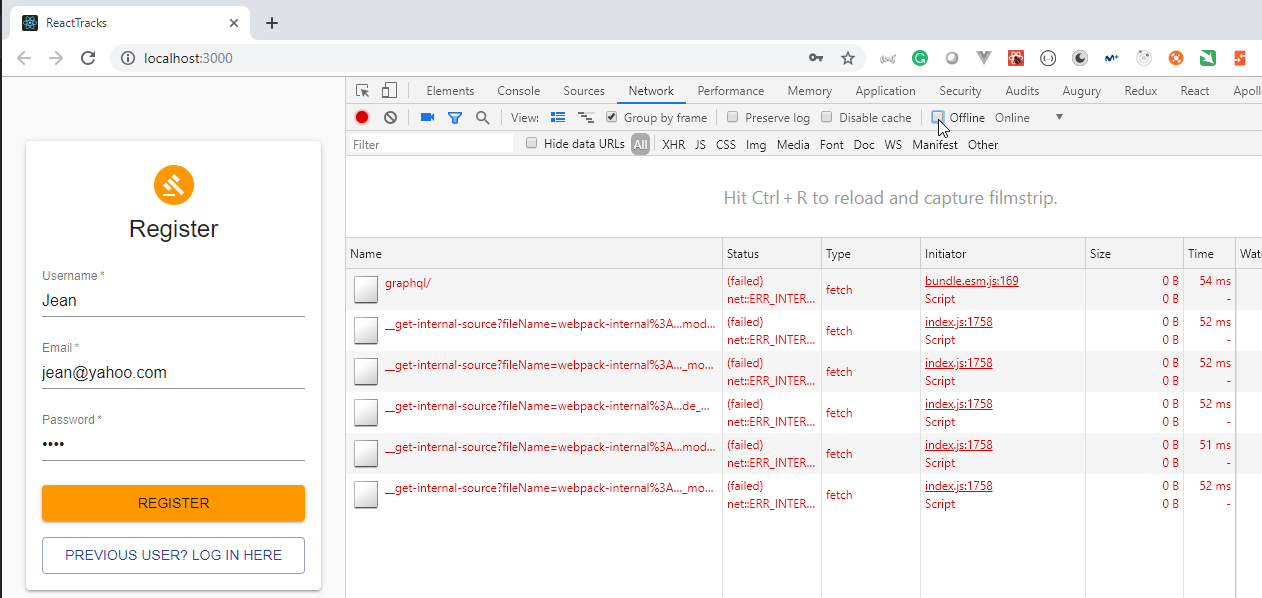 ReactTracks
localhost:3000
Elements Console Sources Network Performance Memory Application Security Audits Augury Redux React Apoll
View: Group by frame Preserve log Disable cache Offline Online
Filter Hide data URLs All XHR JS CSS Img Media Font Doc WS Manifest Other
Hit Ctrl + R to reload and capture filmstrip.
Register
Username *
Jean
Email *
jean@yahoo.com
Password *
••••
REGISTER
PREVIOUS USER? LOG IN HERE
Name Status Type Initiator Size Time Wat
graphql/ (failed) fetch bundle.esm.js:169 0 B 54 ms
net::ERR_INTER... Script 0 B -
__get-internal-source?fileName=webpack-internal%3A...mod... (failed) fetch index.js:1758 0 B 52 ms
net::ERR_INTER... Script 0 B -
__get-internal-source?fileName=webpack-internal%3A..._mo... (failed) fetch index.js:1758 0 B 52 ms
net::ERR_INTER... Script 0 B -
__get-internal-source?fileName=webpack-internal%3A...de_... (failed) fetch index.js:1758 0 B 52 ms
net::ERR_INTER... Script 0 B -
__get-internal-source?fileName=webpack-internal%3A...mod... (failed) fetch index.js:1758 0 B 51 ms
net::ERR_INTER... Script 0 B -
__get-internal-source?fileName=webpack-internal%3A..._mo... (failed) fetch index.js:1758 0 B 52 ms
net::ERR_INTER... Script 0 B -